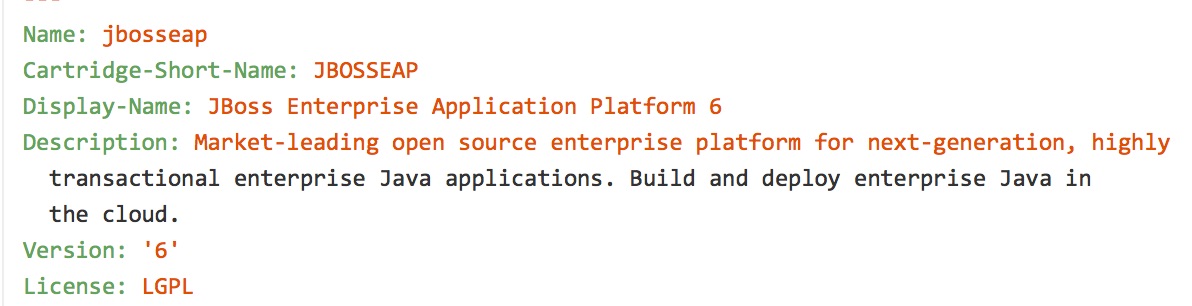 Name: jbosseap
Cartridge-Short-Name: JBOSSEAP
Display-Name: JBoss Enterprise Application Platform 6
Description: Market-leading open source enterprise platform for next-generation, highly
transactional enterprise Java applications. Build and deploy enterprise Java in
the cloud.
Version: '6'
License: LGPL